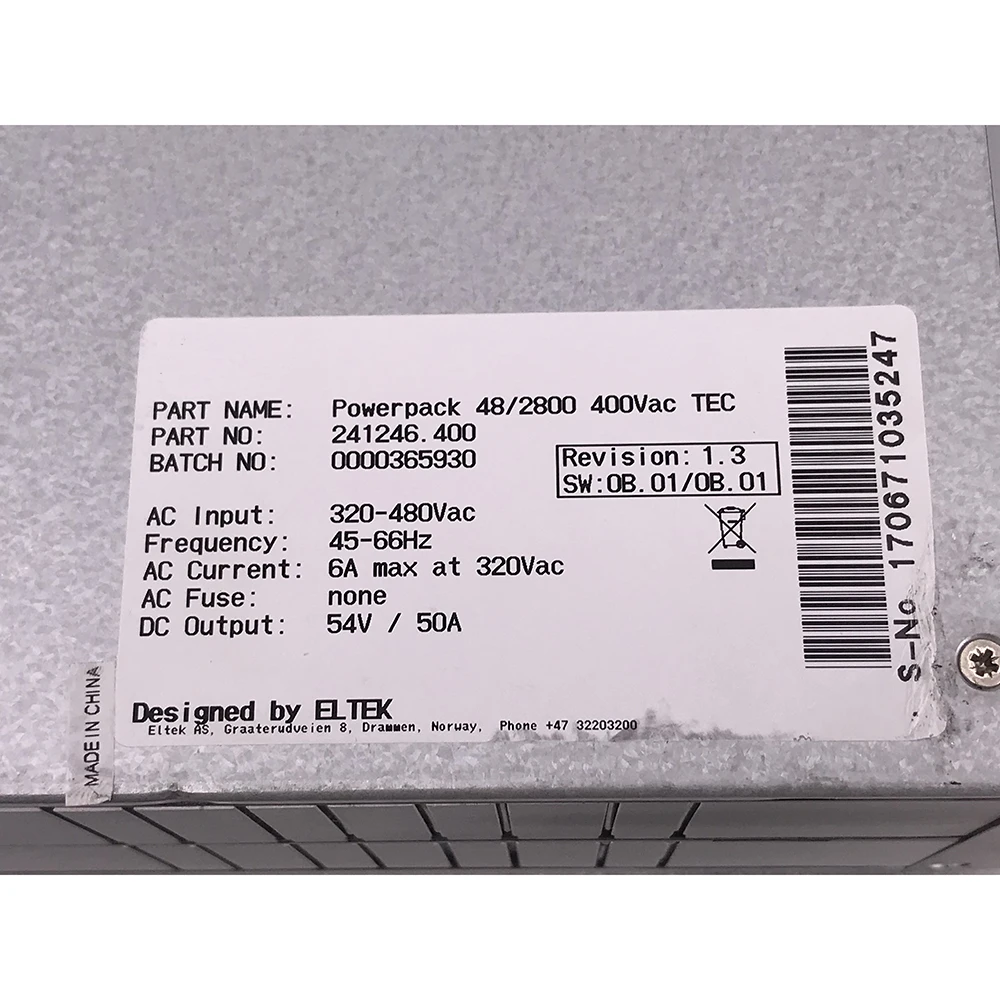 PART NAME: Powerpack 48/2800 400Vac TEC
PART NO: 241246.400
BATCH NO: 0000365930
Revision: 1.3
SW:0B.01/0B.01
AC Input: 320-480Vac
Frequency: 45-66Hz
AC Current: 6A max at 320Vac
AC Fuse: none
DC Output: 54V / 50A
Designed by ELTEK
Eltek AS, Graaterudveien 8, Drammen, Norway, Phone +47 32203200
S-No 170671035247
MADE IN CHINA